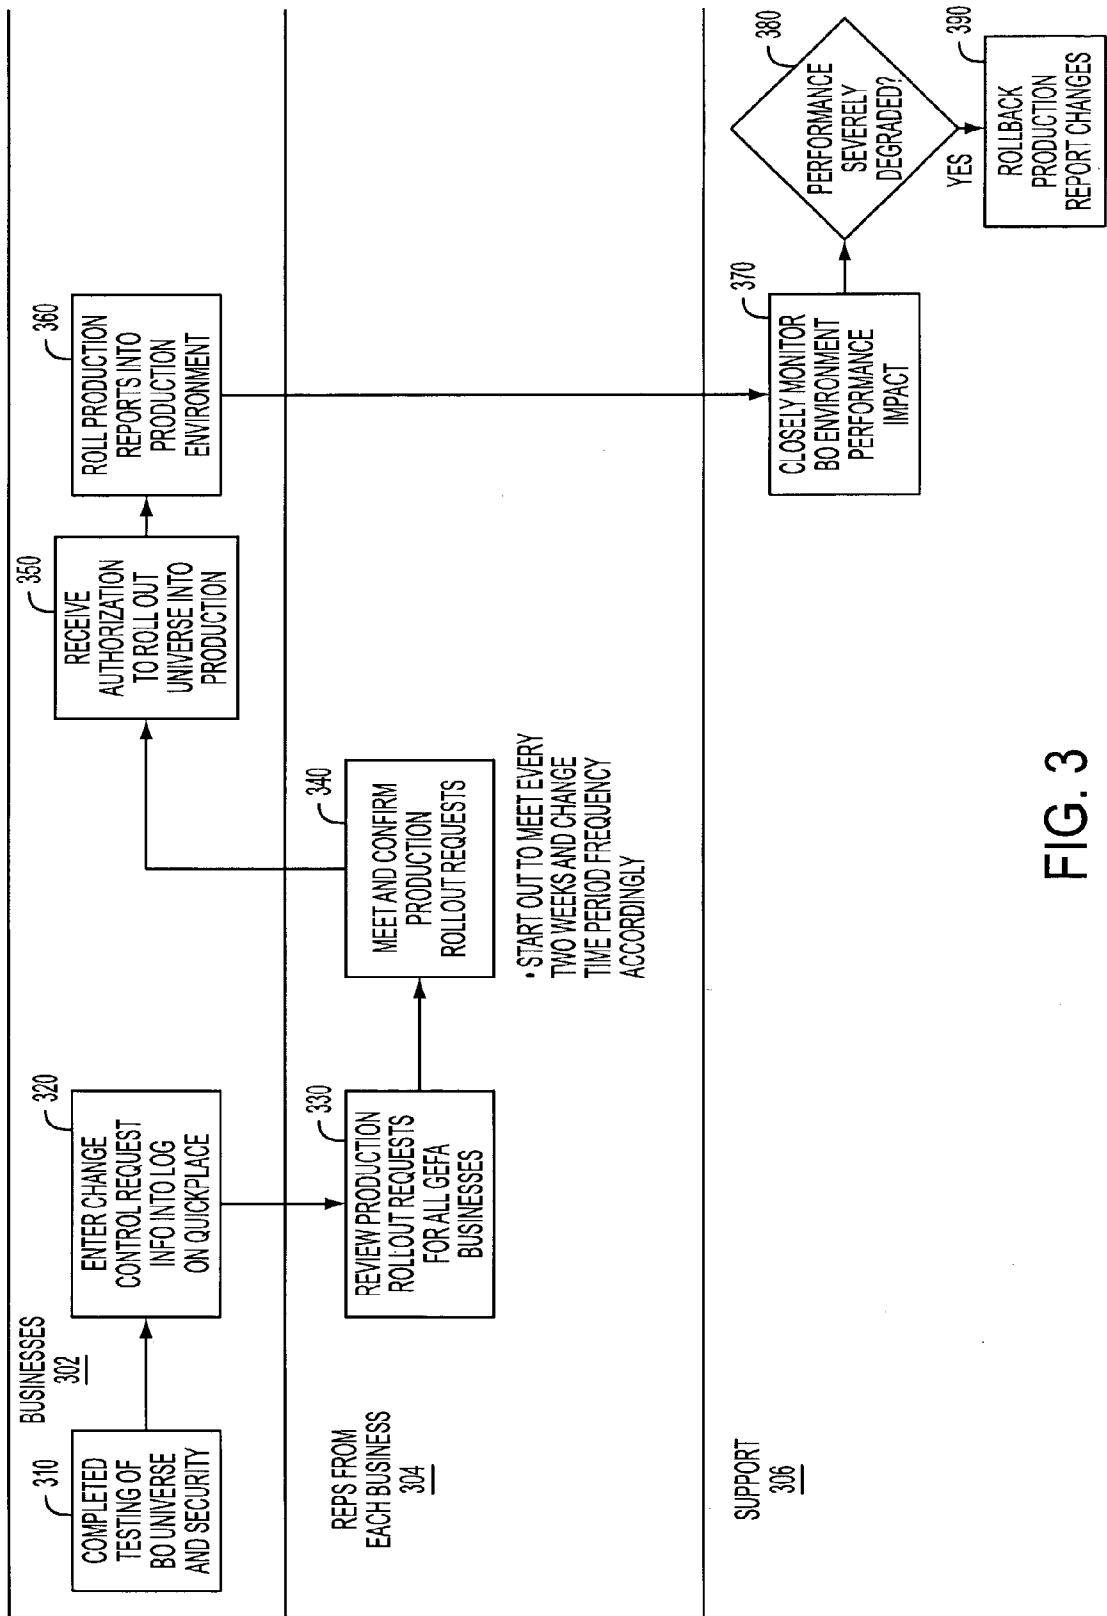 BUSINESSES
302
310
COMPLETED
TESTING OF
BO UNIVERSE
AND SECURITY
320
ENTER CHANGE
CONTROL REQUEST
INFO INTO LOG
ON QUICKPLACE
350
RECEIVE
AUTHORIZATION
TO ROLL OUT
UNIVERSE INTO
PRODUCTION
360
ROLL PRODUCTION
REPORTS INTO
PRODUCTION
ENVIRONMENT
REPS FROM
EACH BUSINESS
304
330
REVIEW PRODUCTION
ROLLOUT REQUESTS
FOR ALL GEFA
BUSINESSES
340
MEET AND CONFIRM
PRODUCTION
ROLLOUT REQUESTS
• START OUT TO MEET EVERY
TWO WEEKS AND CHANGE
TIME PERIOD FREQUENCY
ACCORDINGLY
SUPPORT
306
370
CLOSELY MONITOR
BO ENVIRONMENT
PERFORMANCE
IMPACT
380
PERFORMANCE
SEVERELY
DEGRADED?
YES
390
ROLLBACK
PRODUCTION
REPORT CHANGES
FIG. 3